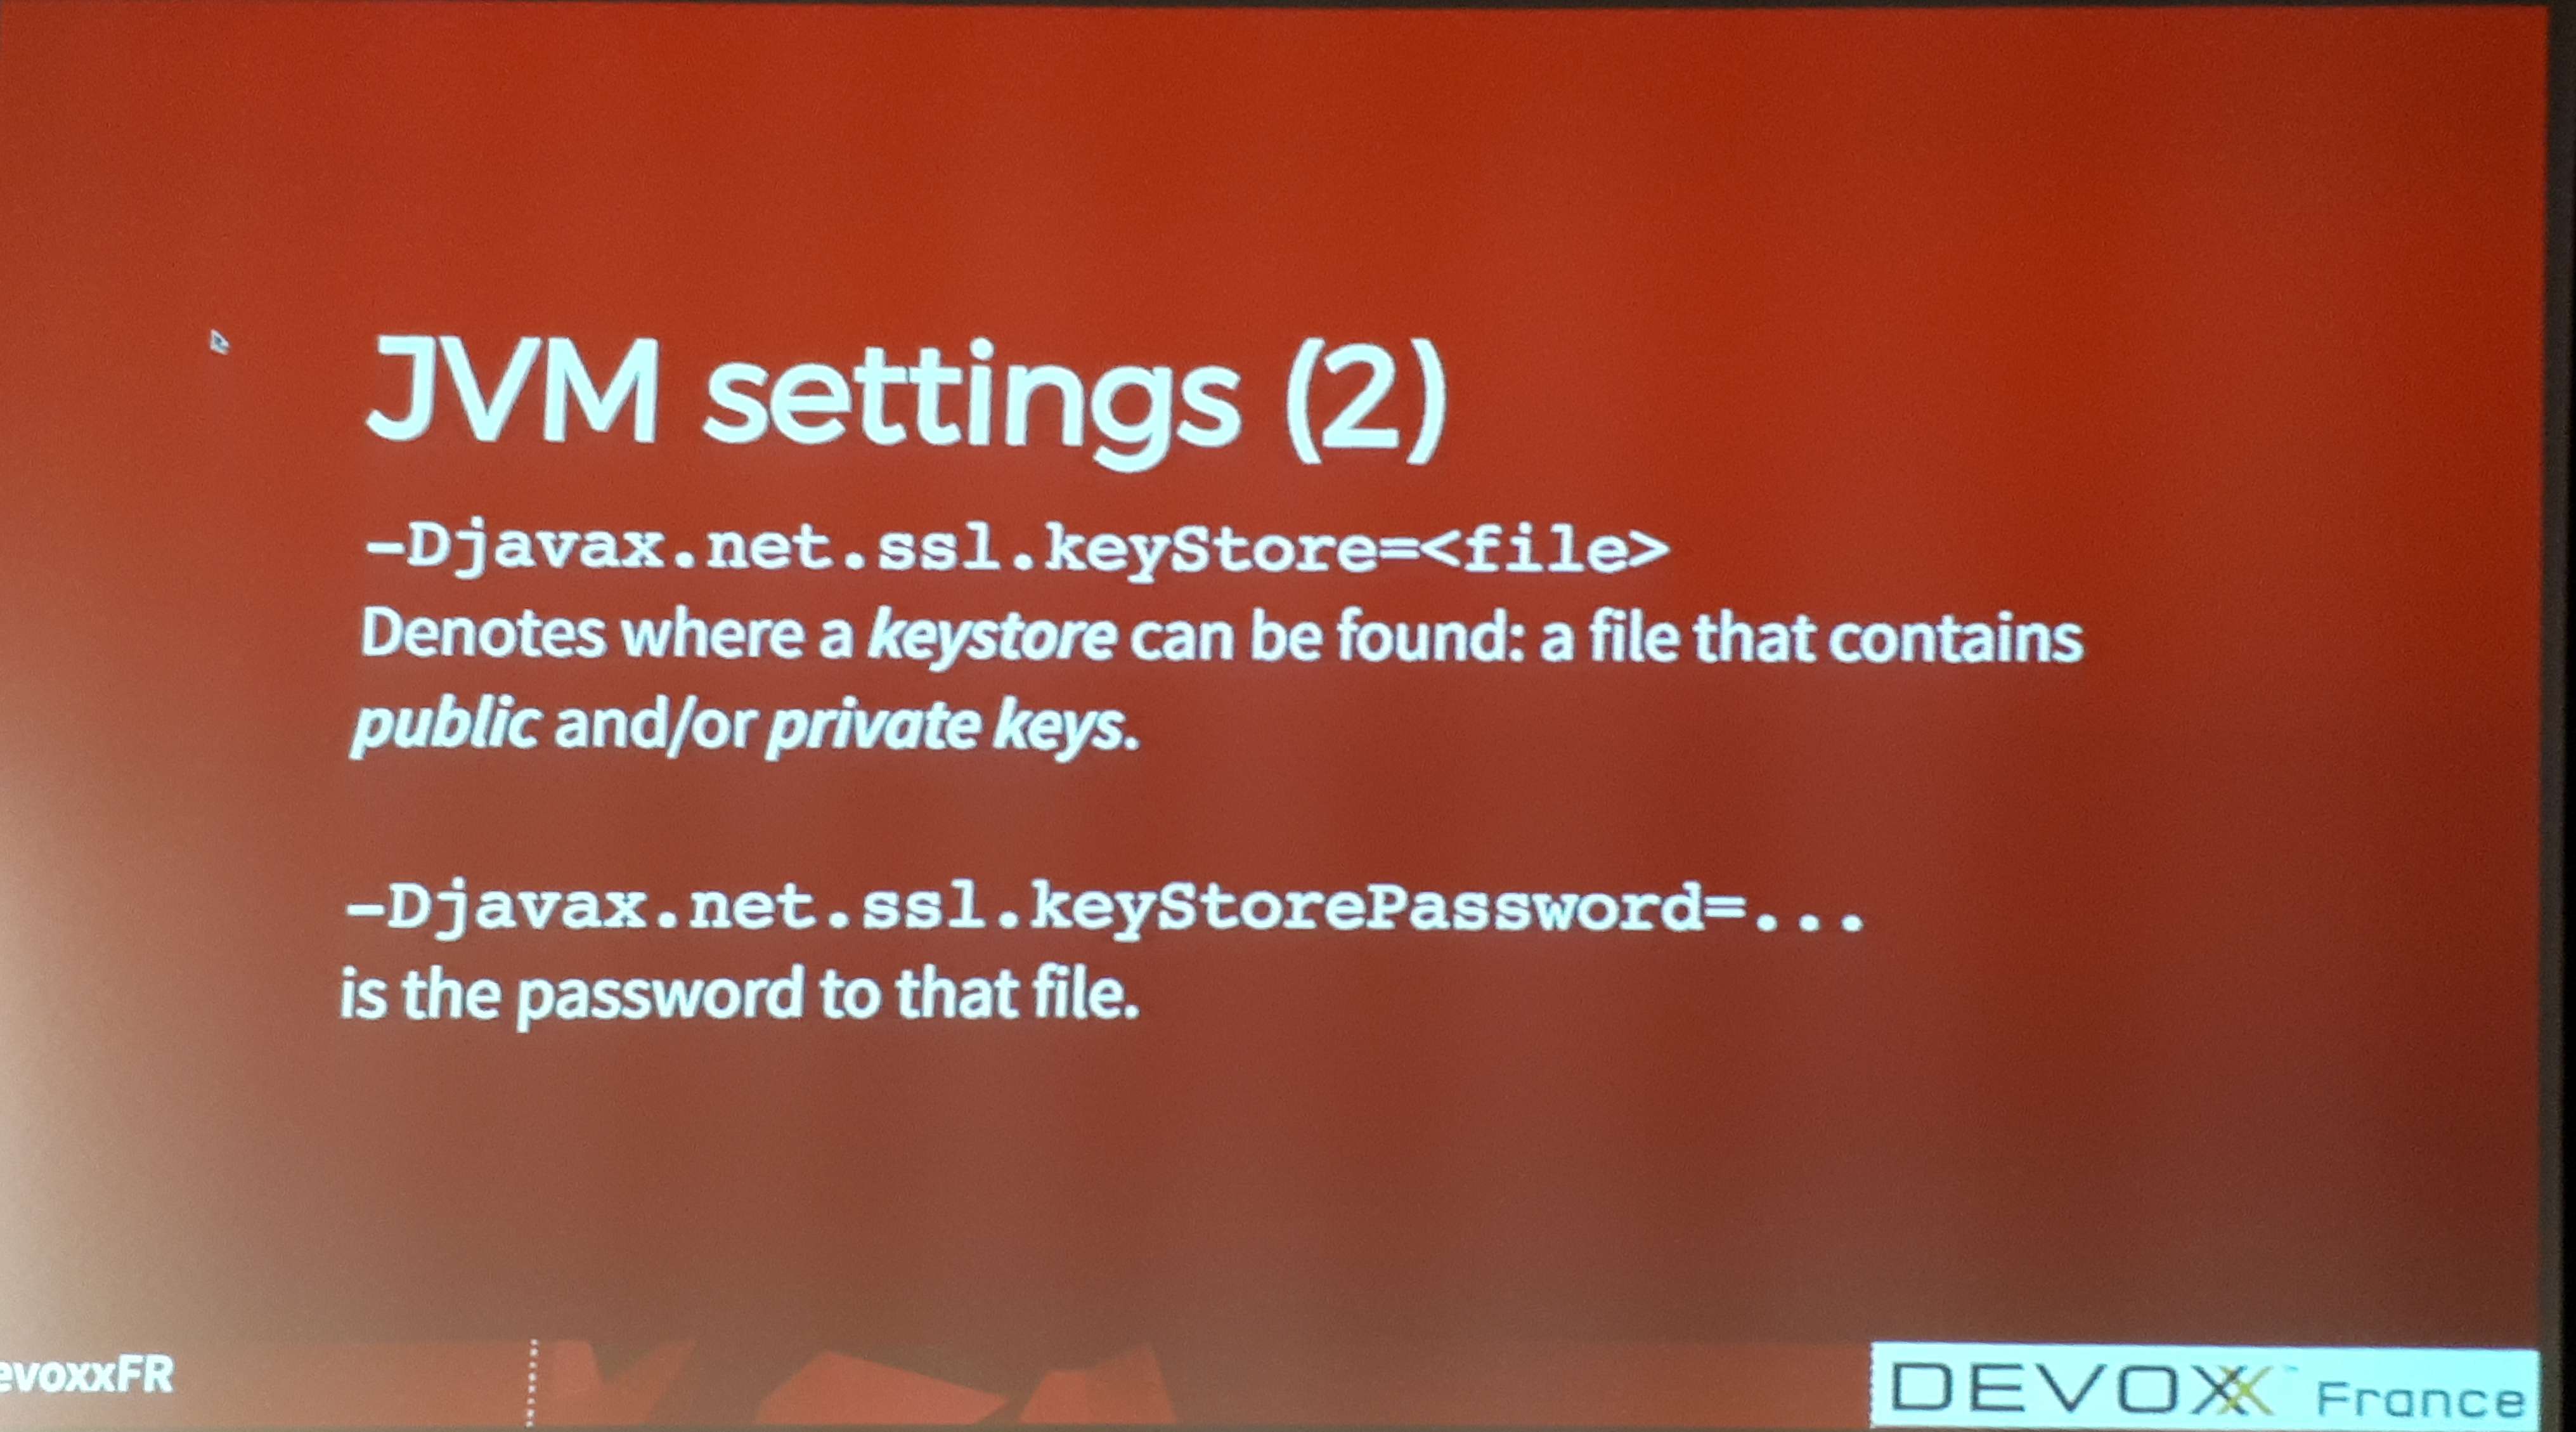 JVM settings (2)
-Djavax.net.ssl.keyStore=<file>
Denotes where a keystore can be found: a file that contains
public and/or private keys.
-Djavax.net.ssl.keyStorePassword=...
is the password to that file.
evoxxFR
DEVOXX™ France